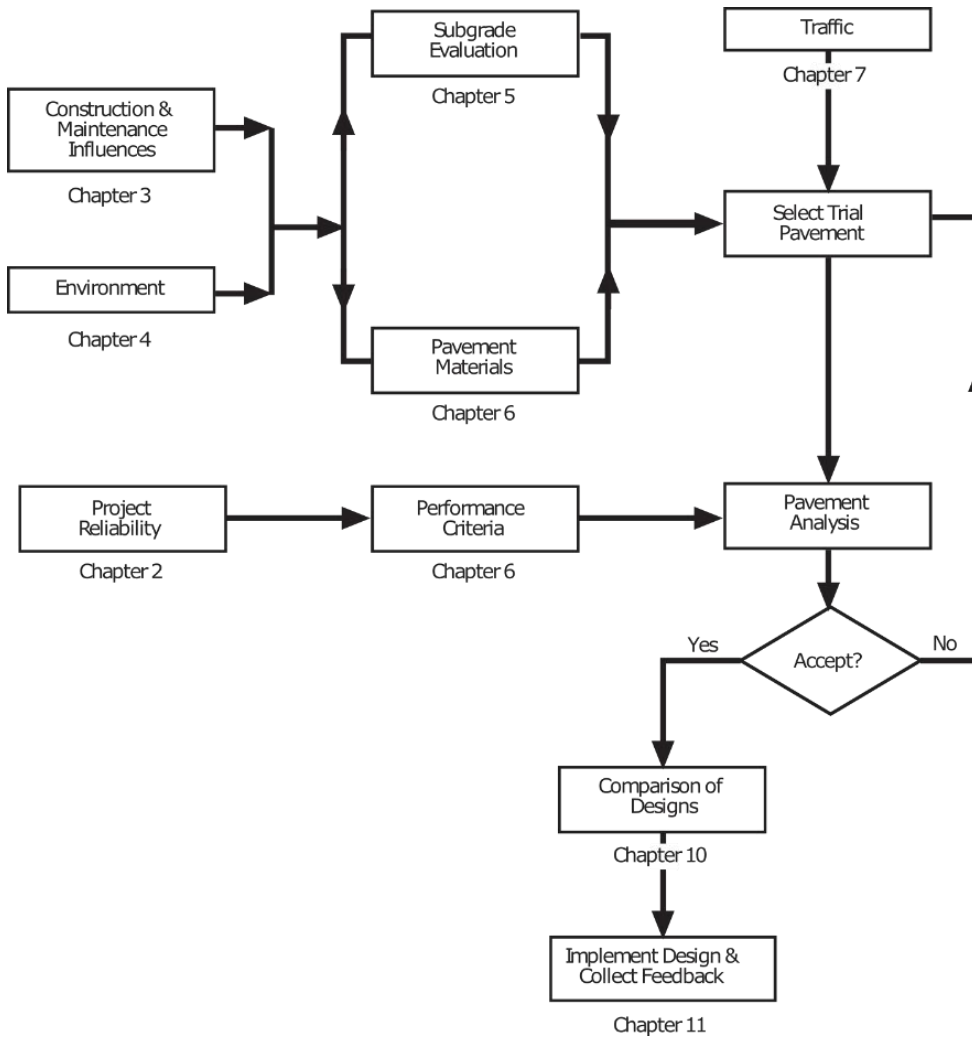 Subgrade
Evaluation
Chapter 5
Traffic
Chapter 7
Construction &
Maintenance
Influences
Chapter 3
Select Trial
Pavement
Environment
Chapter 4
Pavement
Materials
Chapter 6
Project
Reliability
Chapter 2
Performance
Criteria
Chapter 6
Pavement
Analysis
Yes
Accept?
No
Comparison of
Designs
Chapter 10
Implement Design &
Collect Feedback
Chapter 11